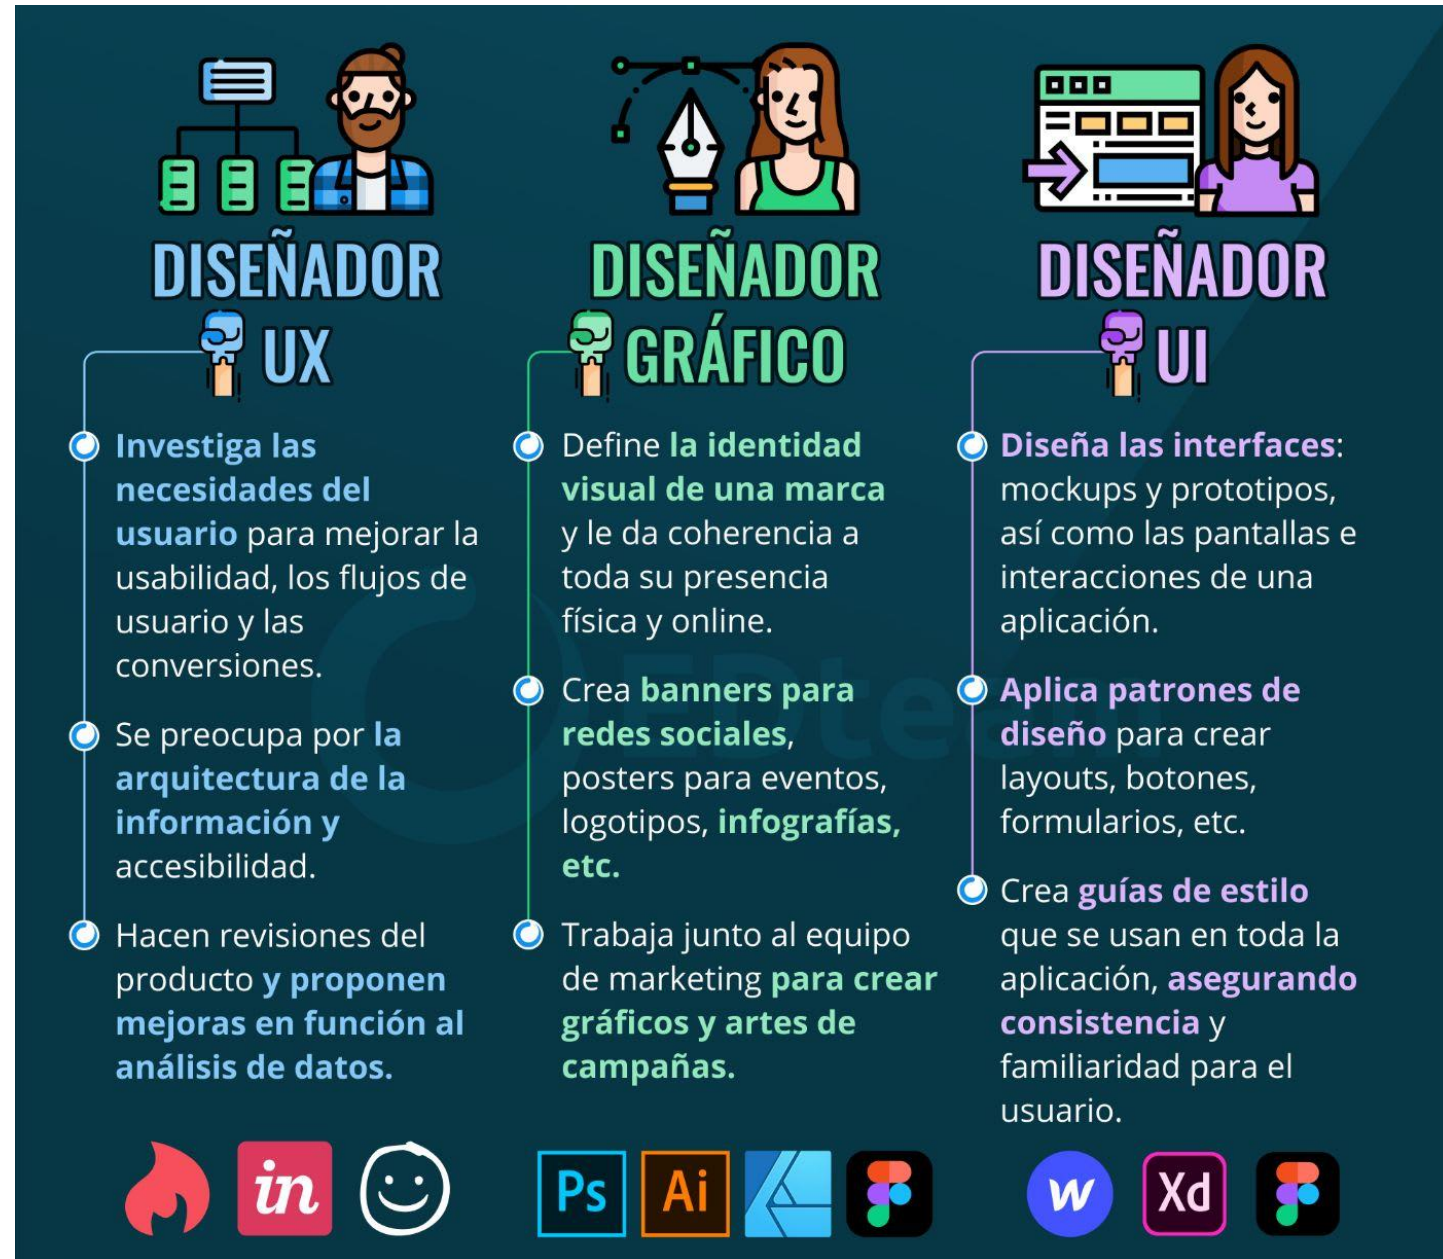 DISEÑADOR
UX
Investiga las
necesidades del
usuario para mejorar la
usabilidad, los flujos de
usuario y las
conversiones.
Se preocupa por la
arquitectura de la
información y
accesibilidad.
Hacen revisiones del
producto y proponen
mejoras en función al
análisis de datos.
in
DISEÑADOR
GRÁFICO
Define la identidad
visual de una marca
y le da coherencia a
toda su presencia
física y online.
Crea banners para
redes sociales,
posters para eventos,
logotipos, infografías,
etc.
Trabaja junto al equipo
de marketing para crear
gráficos y artes de
campañas.
Ps Ai
DISEÑADOR
UI
Diseña las interfaces:
mockups y prototipos,
así como las pantallas e
interacciones de una
aplicación.
Aplica patrones de
diseño para crear
layouts, botones,
formularios, etc.
Crea guías de estilo
que se usan en toda la
aplicación, asegurando
consistencia y
familiaridad para el
usuario.
w Xd
EDteam